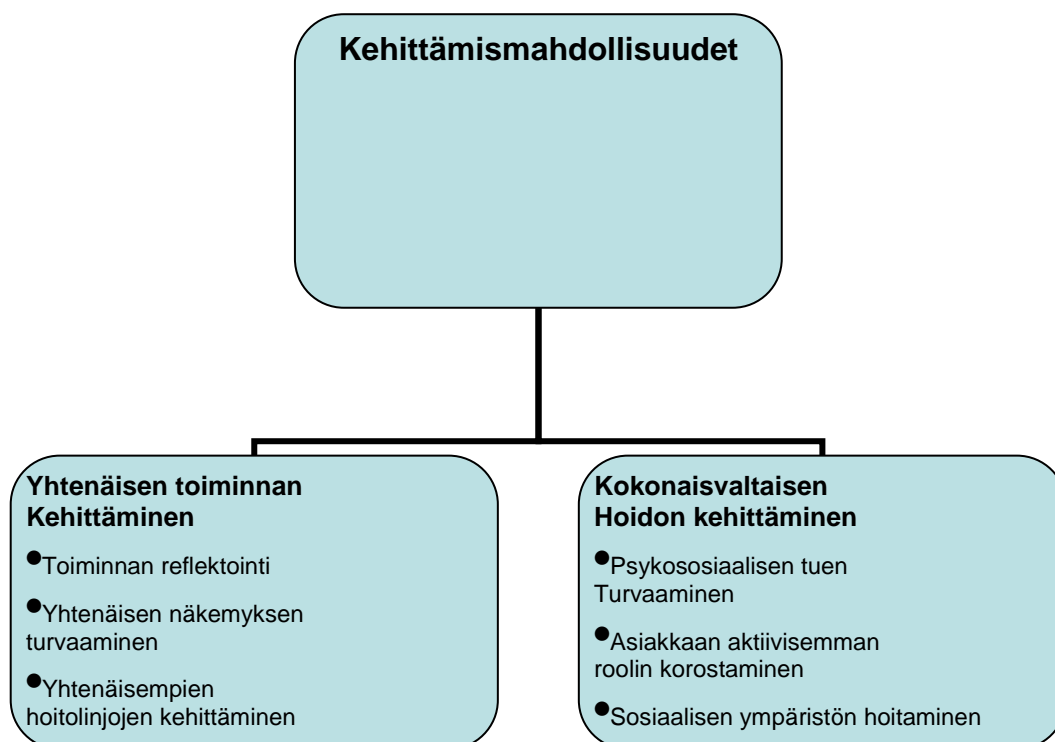 Kehittämismahdollisuudet
Yhtenäisen toiminnan
Kehittäminen
●Toiminnan reflektointi
●Yhtenäisen näkemyksen
turvaaminen
●Yhtenäisempien
hoitolinjojen kehittäminen
Kokonaisvaltaisen
Hoidon kehittäminen
●Psykososiaalisen tuen
Turvaaminen
●Asiakkaan aktiivisemman
roolin korostaminen
●Sosiaalisen ympäristön hoitaminen